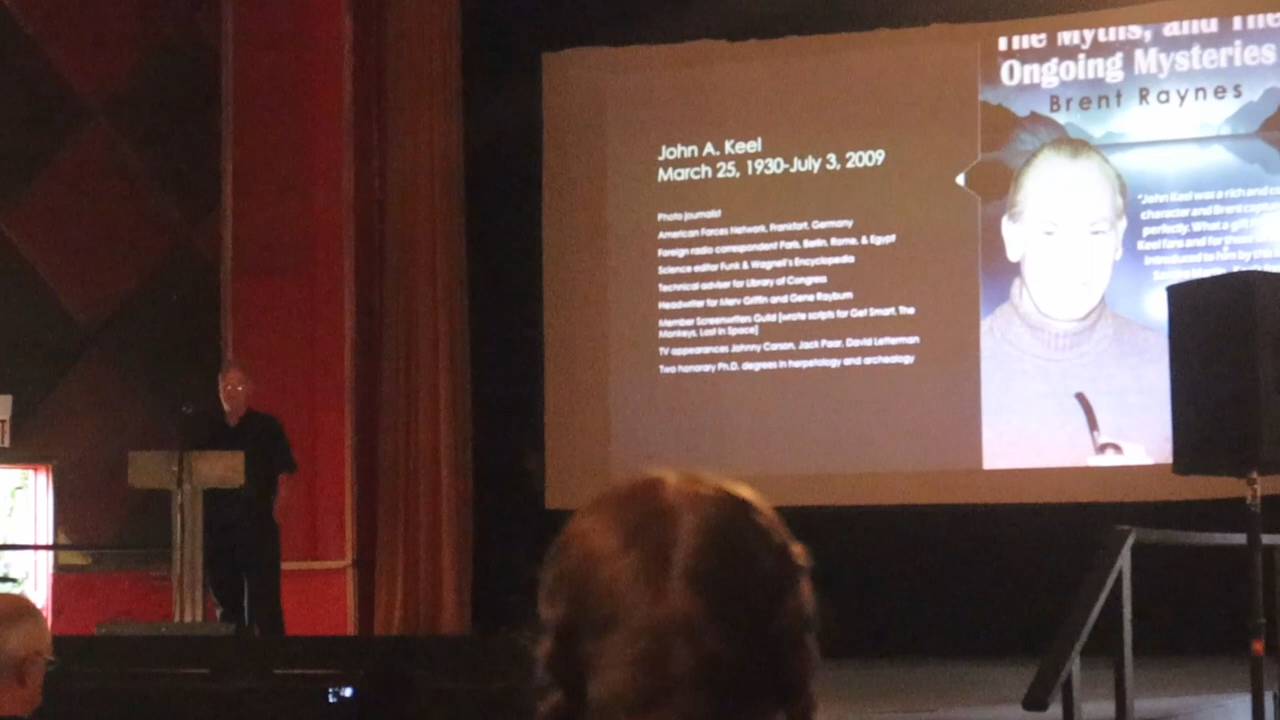 The Myths, and The
Ongoing Mysteries
Brent Raynes
John A. Keel
March 25, 1930-July 3, 2009
Photo journalist
American Forces Network, Frankfurt, Germany
Foreign radio correspondent Paris, Berlin, Rome, & Egypt
Science editor Funk & Wagnell's Encyclopedia
Technical advisor for Library of Congress
Headwriter for Merv Griffin and Gene Rayburn
Member Screenwriters Guild [wrote scripts for Get Smart, The
Monkeys, Lost in Space]
TV appearances Johnny Carson, Jack Paar, David Letterman
Two honorary Ph.D. degrees in herpetology and archeology
"John Keel was a rich and
character and Brent
perfectly. What a
Keel fans and for those
introduced to him by this